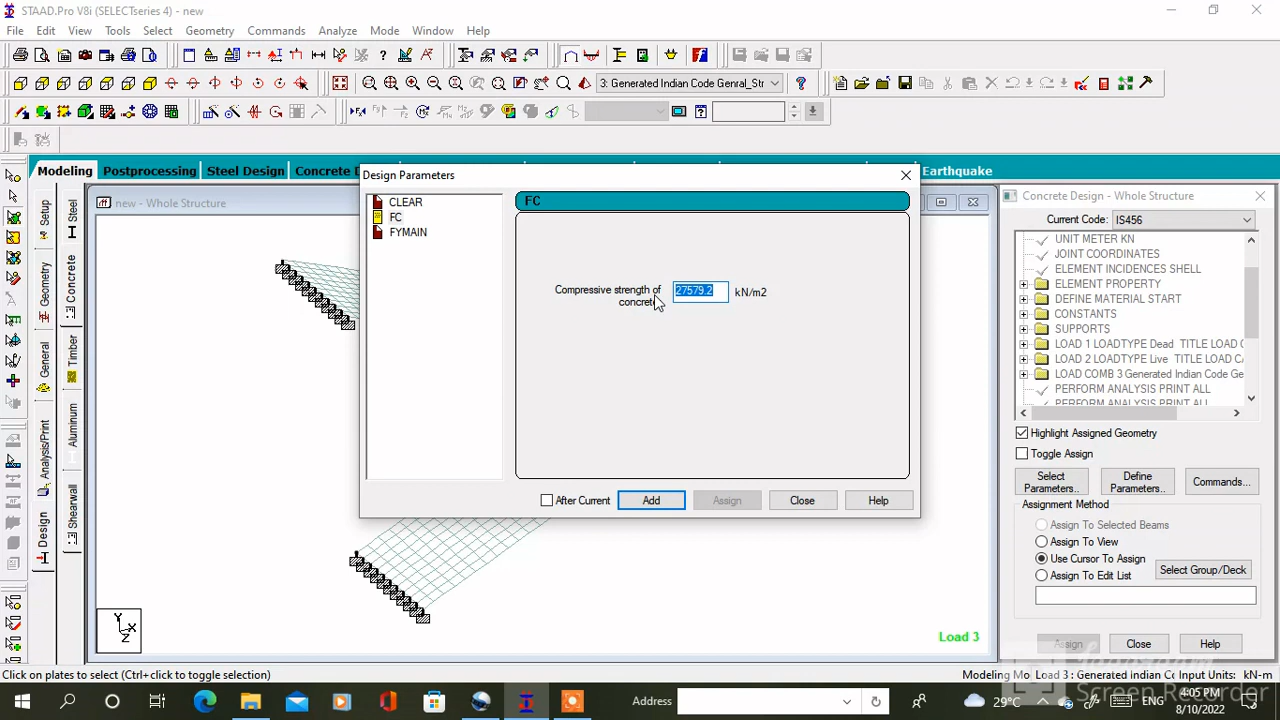 STAAD.Pro V8i (SELECTseries 4) - new
File Edit View Tools Select Geometry Commands Analyze Mode Window Help
3: Generated Indian Code Genral_Str
Modeling Postprocessing Steel Design Concrete D Earthquake
new - Whole Structure
Setup
Geometry
General
Analysis/Print
Design
Steel
Concrete
Timber
Aluminum
Shearwall
Design Parameters
CLEAR
FC
FYMAIN
FC
Compressive strength of
concrete
27579.2 kN/m2
After Current Add Assign Close Help
Y
X
Z
Load 3
Concrete Design - Whole Structure
Current Code: IS456
UNIT METER KN
JOINT COORDINATES
ELEMENT INCIDENCES SHELL
ELEMENT PROPERTY
DEFINE MATERIAL START
CONSTANTS
SUPPORTS
LOAD 1 LOADTYPE Dead TITLE LOAD C
LOAD 2 LOADTYPE Live TITLE LOAD CA
LOAD COMB 3 Generated Indian Code Ge
PERFORM ANALYSIS PRINT ALL
PERFORM ANALYSIS PRINT ALL
Highlight Assigned Geometry
Toggle Assign
Select
Parameters..
Define
Parameters..
Commands...
Assignment Method
Assign To Selected Beams
Assign To View
Use Cursor To Assign
Assign To Edit List
Select Group/Deck
Assign Close Help
Click on plates to select (Ctrl+click to toggle selection)
Modeling Mo Load 3 : Generated Indian Cc Input Units: kN-m
Screen Recorder
Address
29°C
ENG
4:05 PM
8/10/2022